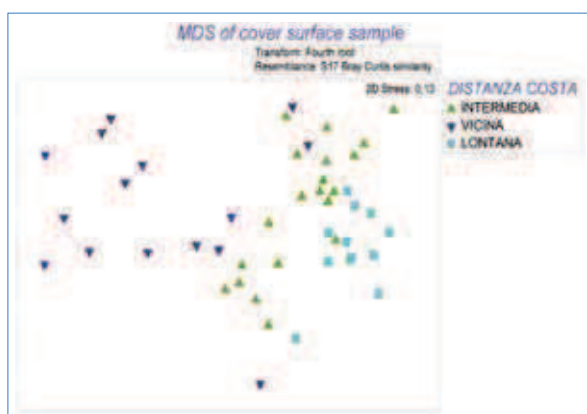 MDS of cover surface sample
Transform: Fourth root
Resemblance: S17 Bray Curtis similarity
2D Stress: 0,13
DISTANZA COSTA
INTERMEDIA
VICINA
LONTANA